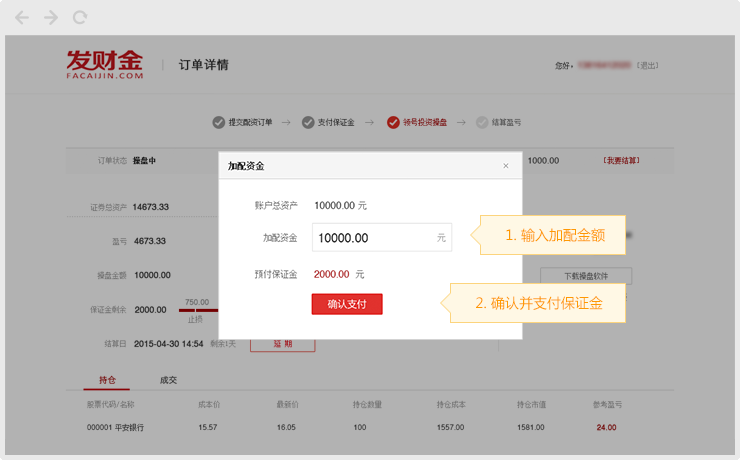 发财金
FACAIJIN.COM
订单详情
您好,
[退出]
提交配资订单
支付保证金
领号投资操盘
结算盈亏
订单状态 操盘中
1000.00
[我要结算]
加配资金 ×
证券总资产 14673.33
账户总资产 10000.00 元
加配资金 10000.00 元
1. 输入加配金额
盈亏 4673.33
操盘金额 10000.00
预付保证金 2000.00 元
下载操盘软件
确认支付
2. 确认并支付保证金
保证金剩余 2000.00
750.00
止损
结算日 2015-04-30 14:54 剩余1天
延 期
持仓 成交
股票代码/名称 成本价 最新价 持仓数量 持仓成本 持仓市值 参考盈亏
000001 平安银行 15.57 16.05 100 1557.00 1581.00 24.00